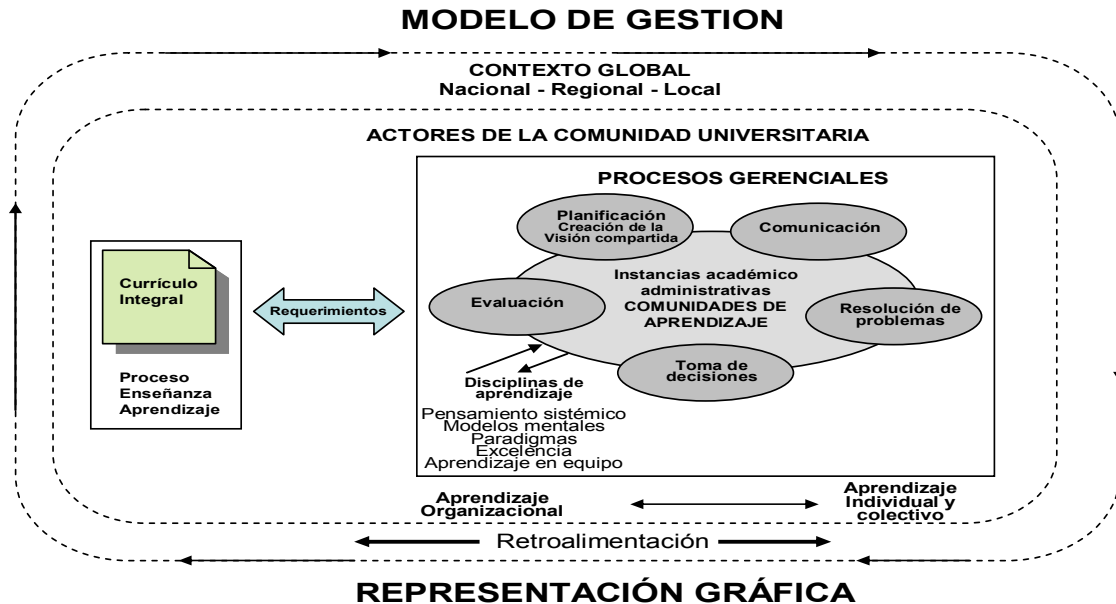 MODELO DE GESTION
CONTEXTO GLOBAL
Nacional - Regional - Local
ACTORES DE LA COMUNIDAD UNIVERSITARIA
PROCESOS GERENCIALES
Planificación
Creación de la
Visión compartida
Comunicación
Instancias académico
administrativas
COMUNIDADES DE
APRENDIZAJE
Evaluación
Resolución de
problemas
Toma de
decisiones
Currículo
Integral
Requerimientos
Proceso
Enseñanza
Aprendizaje
Disciplinas de
aprendizaje
Pensamiento sistémico
Modelos mentales
Paradigmas
Excelencia
Aprendizaje en equipo
Aprendizaje
Organizacional
Aprendizaje
Individual y
colectivo
Retroalimentación
REPRESENTACIÓN GRÁFICA